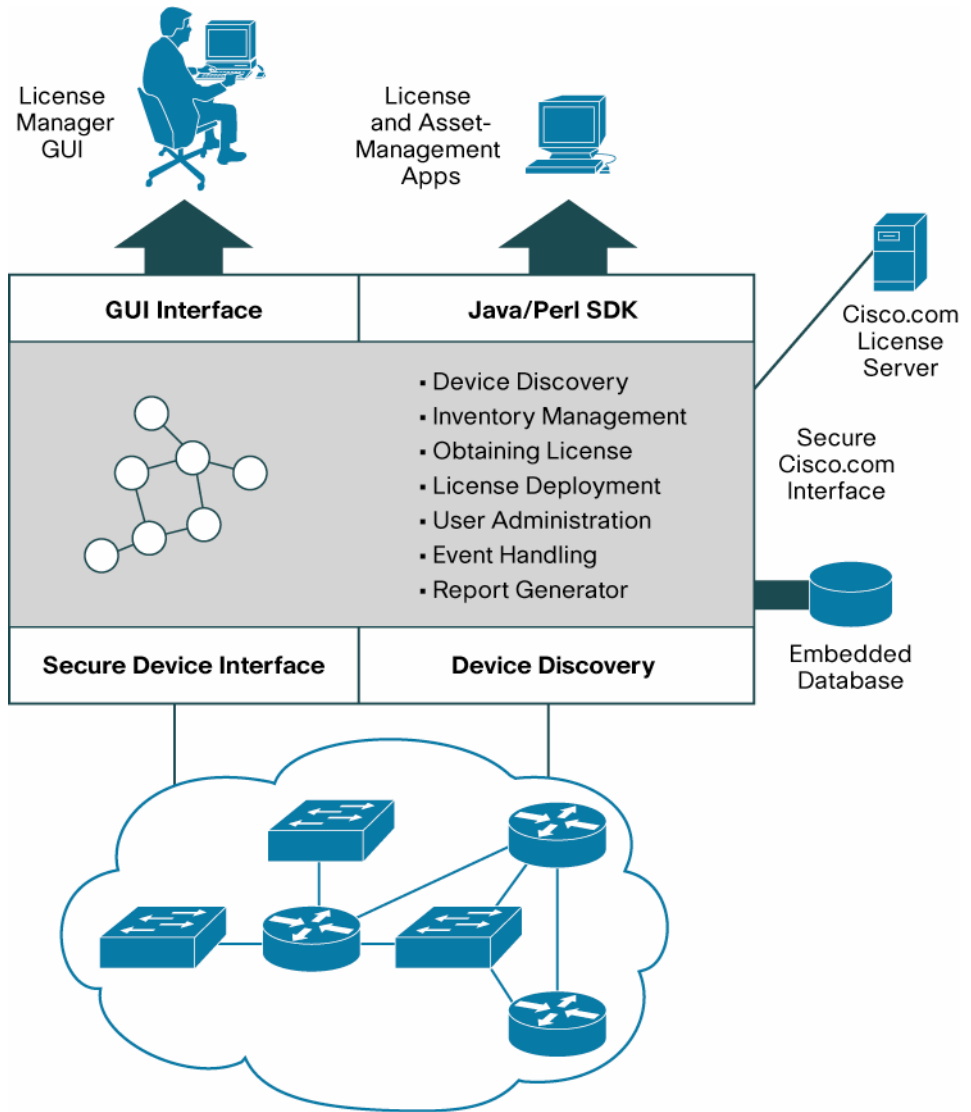 License
Manager
GUI
License
and Asset-
Management
Apps
Cisco.com
License
Server
GUI Interface
Java/Perl SDK
▪ Device Discovery
▪ Inventory Management
▪ Obtaining License
▪ License Deployment
▪ User Administration
▪ Event Handling
▪ Report Generator
Secure
Cisco.com
Interface
Embedded
Database
Secure Device Interface
Device Discovery